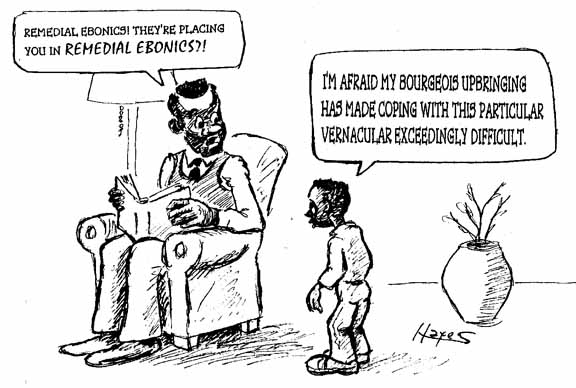 REMEDIAL EBONICS! THEY'RE PLACING
YOU IN REMEDIAL EBONICS?!
I'M AFRAID MY BOURGEOIS UPBRINGING
HAS MADE COPING WITH THIS PARTICULAR
VERNACULAR EXCEEDINGLY DIFFICULT.
Hayes